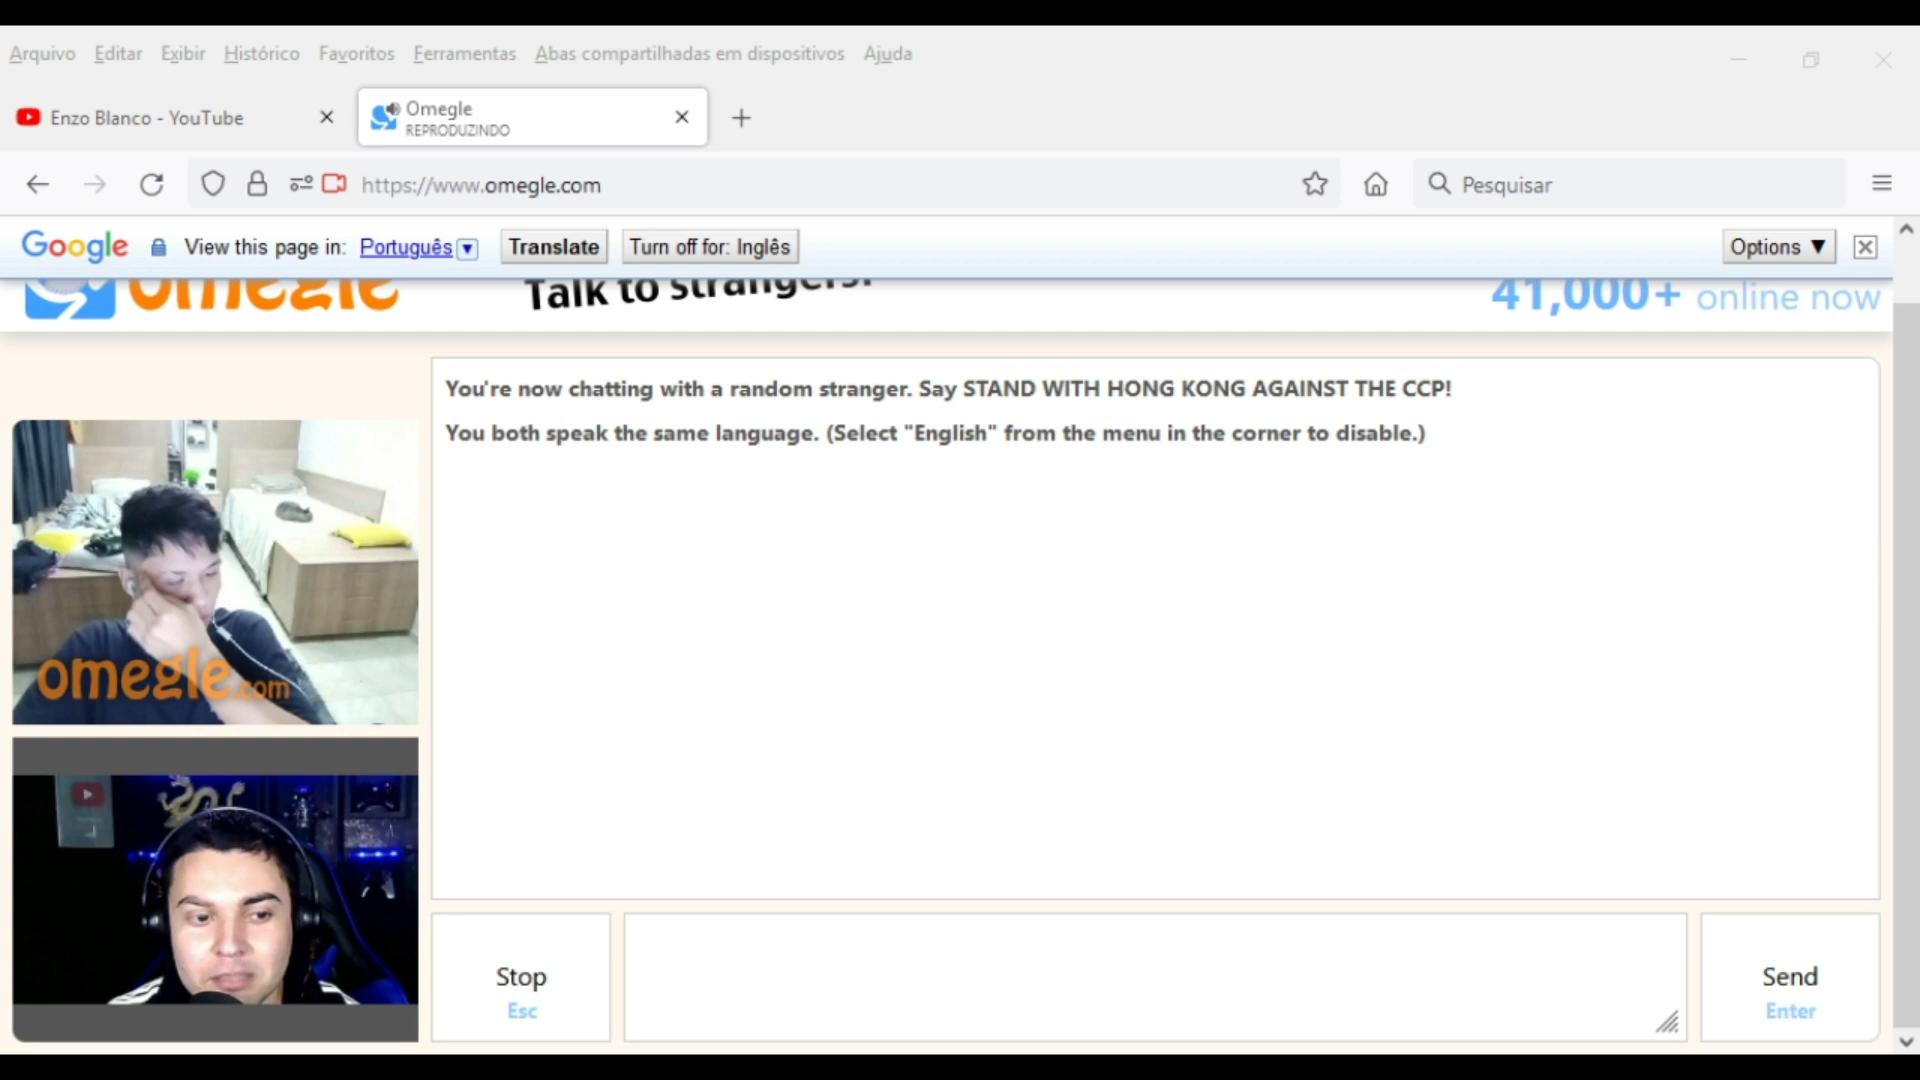 Arquivo Editar Exibir Histórico Favoritos Ferramentas Abas compartilhadas em dispositivos Ajuda
Enzo Blanco - YouTube
Omegle
REPRODUZINDO
https://www.omegle.com
Pesquisar
Google View this page in: Português Translate Turn off for: Inglês Options ▼
omegle Talk to strangers! 41,000+ online now
You're now chatting with a random stranger. Say STAND WITH HONG KONG AGAINST THE CCP!
You both speak the same language. (Select "English" from the menu in the corner to disable.)
omegle.com
Stop
Esc
Send
Enter